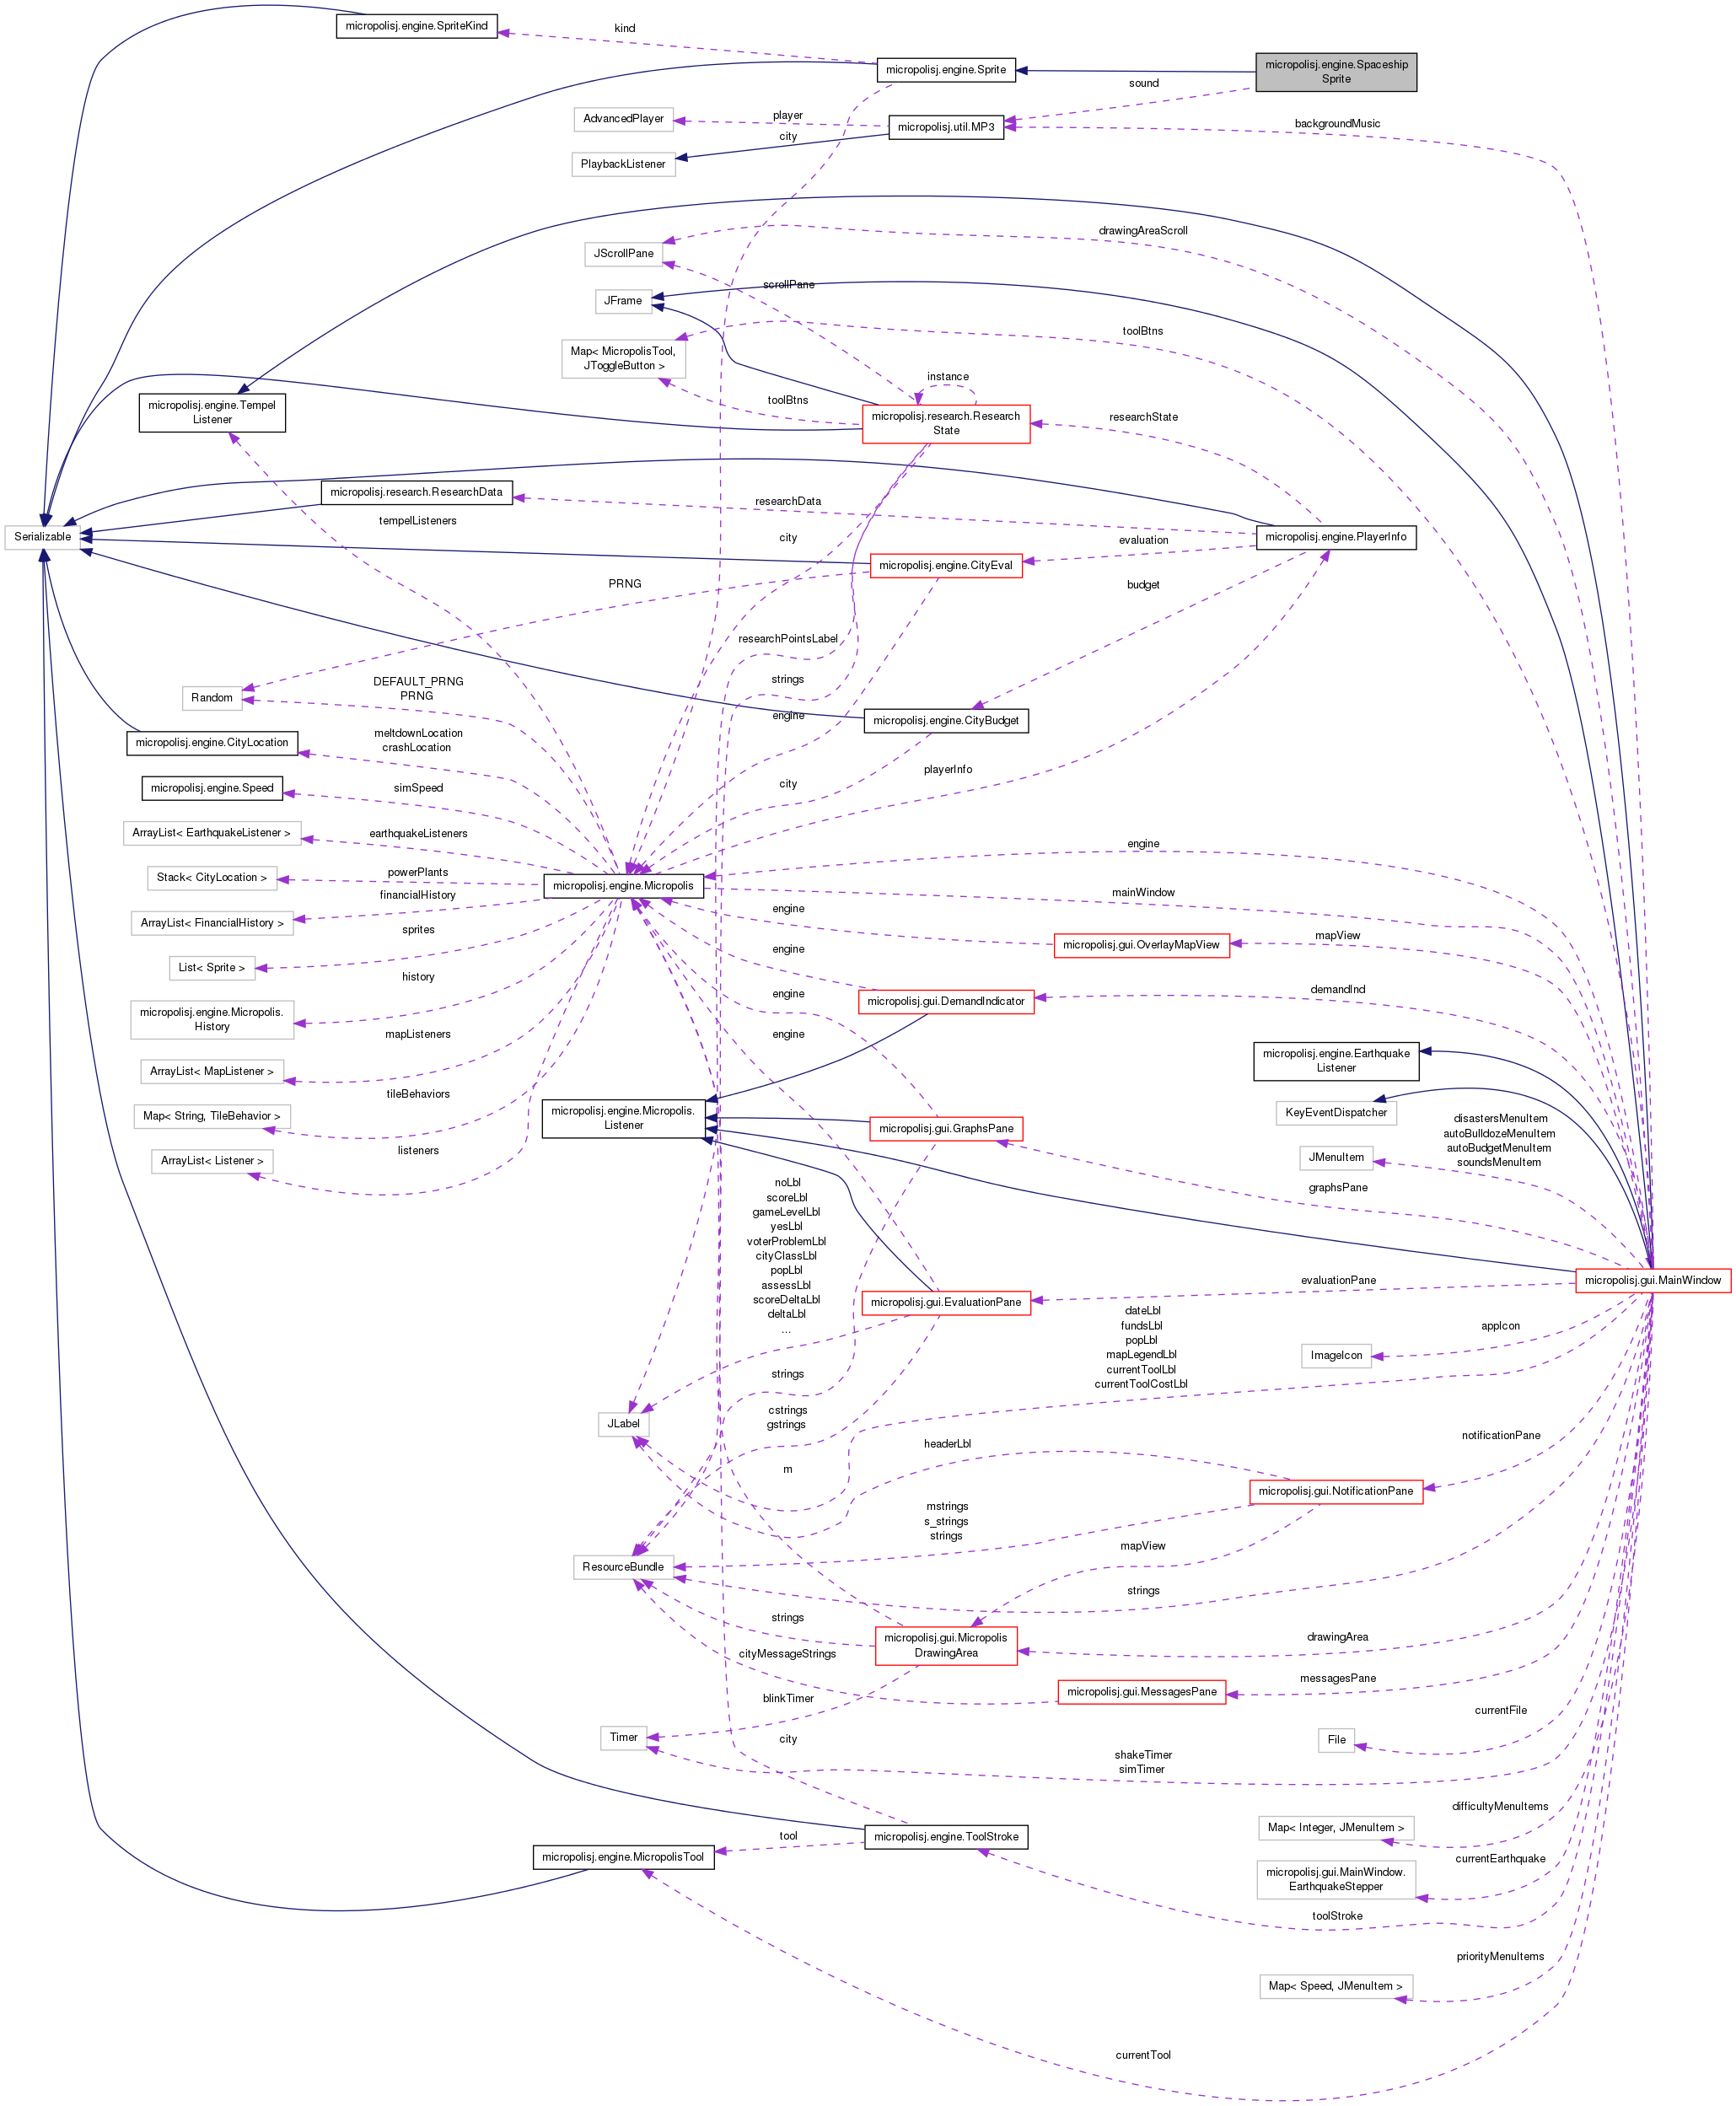 micropolisj.engine.SpriteKind
kind
micropolisj.engine.Sprite
micropolisj.engine.Spaceship
Sprite
sound
AdvancedPlayer
player
micropolisj.util.MP3
backgroundMusic
city
PlaybackListener
drawingAreaScroll
JScrollPane
scrollPane
JFrame
toolBtns
Map< MicropolisTool,
JToggleButton >
instance
toolBtns
micropolisj.engine.Tempel
Listener
micropolisj.research.Research
State
researchState
micropolisj.research.ResearchData
researchData
tempelListeners
Serializable
city
evaluation
micropolisj.engine.PlayerInfo
micropolisj.engine.CityEval
PRNG
budget
researchPointsLabel
strings
DEFAULT_PRNG
PRNG
Random
engine
micropolisj.engine.CityBudget
meltdownLocation
crashLocation
micropolisj.engine.CityLocation
playerInfo
city
simSpeed
micropolisj.engine.Speed
earthquakeListeners
ArrayList< EarthquakeListener >
engine
powerPlants
Stack< CityLocation >
micropolisj.engine.Micropolis
mainWindow
financialHistory
ArrayList< FinancialHistory >
engine
sprites
mapView
micropolisj.gui.OverlayMapView
engine
List< Sprite >
history
engine
demandInd
micropolisj.gui.DemandIndicator
micropolisj.engine.Micropolis.
History
mapListeners
engine
micropolisj.engine.Earthquake
Listener
ArrayList< MapListener >
tileBehaviors
Map< String, TileBehavior >
micropolisj.engine.Micropolis.
Listener
KeyEventDispatcher
micropolisj.gui.GraphsPane
disastersMenuItem
autoBulldozeMenuItem
autoBudgetMenuItem
soundsMenuItem
listeners
ArrayList< Listener >
JMenuItem
graphsPane
noLbl
scoreLbl
gameLevelLbl
yesLbl
voterProblemLbl
cityClassLbl
popLbl
assessLbl
scoreDeltaLbl
deltaLbl
...
evaluationPane
micropolisj.gui.MainWindow
micropolisj.gui.EvaluationPane
dateLbl
fundsLbl
popLbl
mapLegendLbl
currentToolLbl
currentToolCostLbl
appIcon
ImageIcon
strings
cstrings
gstrings
JLabel
headerLbl
notificationPane
m
micropolisj.gui.NotificationPane
mstrings
s_strings
strings
mapView
ResourceBundle
strings
strings
micropolisj.gui.Micropolis
DrawingArea
drawingArea
cityMessageStrings
messagesPane
micropolisj.gui.MessagesPane
blinkTimer
currentFile
Timer
city
File
shakeTimer
simTimer
difficultyMenuItems
Map< Integer, JMenuItem >
tool
micropolisj.engine.ToolStroke
micropolisj.engine.MicropolisTool
currentEarthquake
micropolisj.gui.MainWindow.
EarthquakeStepper
toolStroke
priorityMenuItems
Map< Speed, JMenuItem >
currentTool